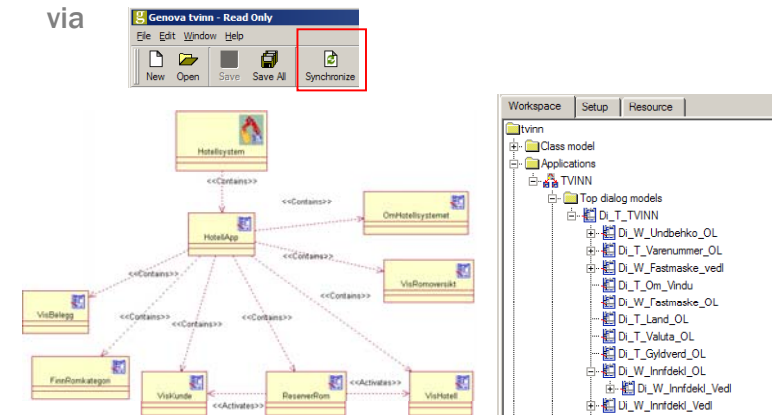 via
Genova tvinn - Read Only
File Edit Window Help
New Open Save Save All Synchronize
Hotellsystem
<<Contains>>
<<Contains>>
OmHotellsystemet
HotellApp
<<Contains>>
<<Contains>>
VisRomoversikt
<<Contains>>
VisBelegg
<<Contains>>
<<Contains>>
<<Contains>>
FinnRomkategori
VisKunde
<<Activates>>
ReserverRom
<<Activates>>
VisHotell
Workspace Setup Resource
tvinn
Class model
Applications
TVINN
Top dialog models
Di_T_TVINN
Di_W_Undbehko_OL
Di_T_Varenummer_OL
Di_W_Fastmaske_vedl
Di_T_Om_Vindu
Di_W_Fastmaske_OL
Di_T_Land_OL
Di_T_Valuta_OL
Di_T_Gyldverd_OL
Di_W_Innfdekl_OL
Di_W_Innfdekl_Vedl
Di_W_Innfdekl_Vedl